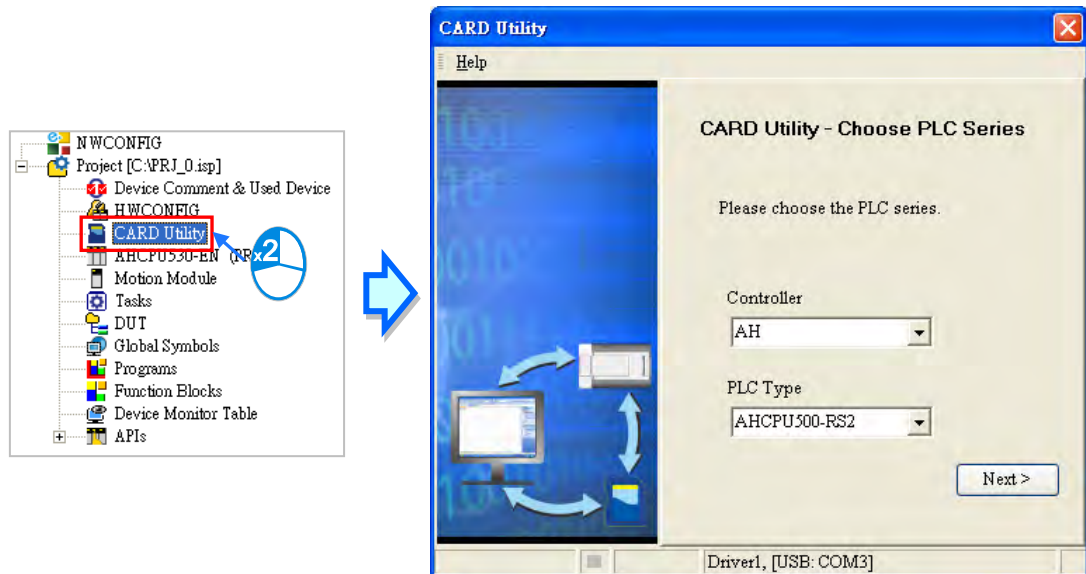 NWCONFIG
Project [C:\PRJ_0.isp]
Device Comment & Used Device
HWCONFIG
CARD Utility
AHCPU530-EN (PR
x2
Motion Module
Tasks
DUT
Global Symbols
Programs
Function Blocks
Device Monitor Table
APIs
CARD Utility
Help
CARD Utility - Choose PLC Series
Please choose the PLC series.
Controller
AH
PLC Type
AHCPU500-RS2
Next >
Driver1, [USB: COM3]